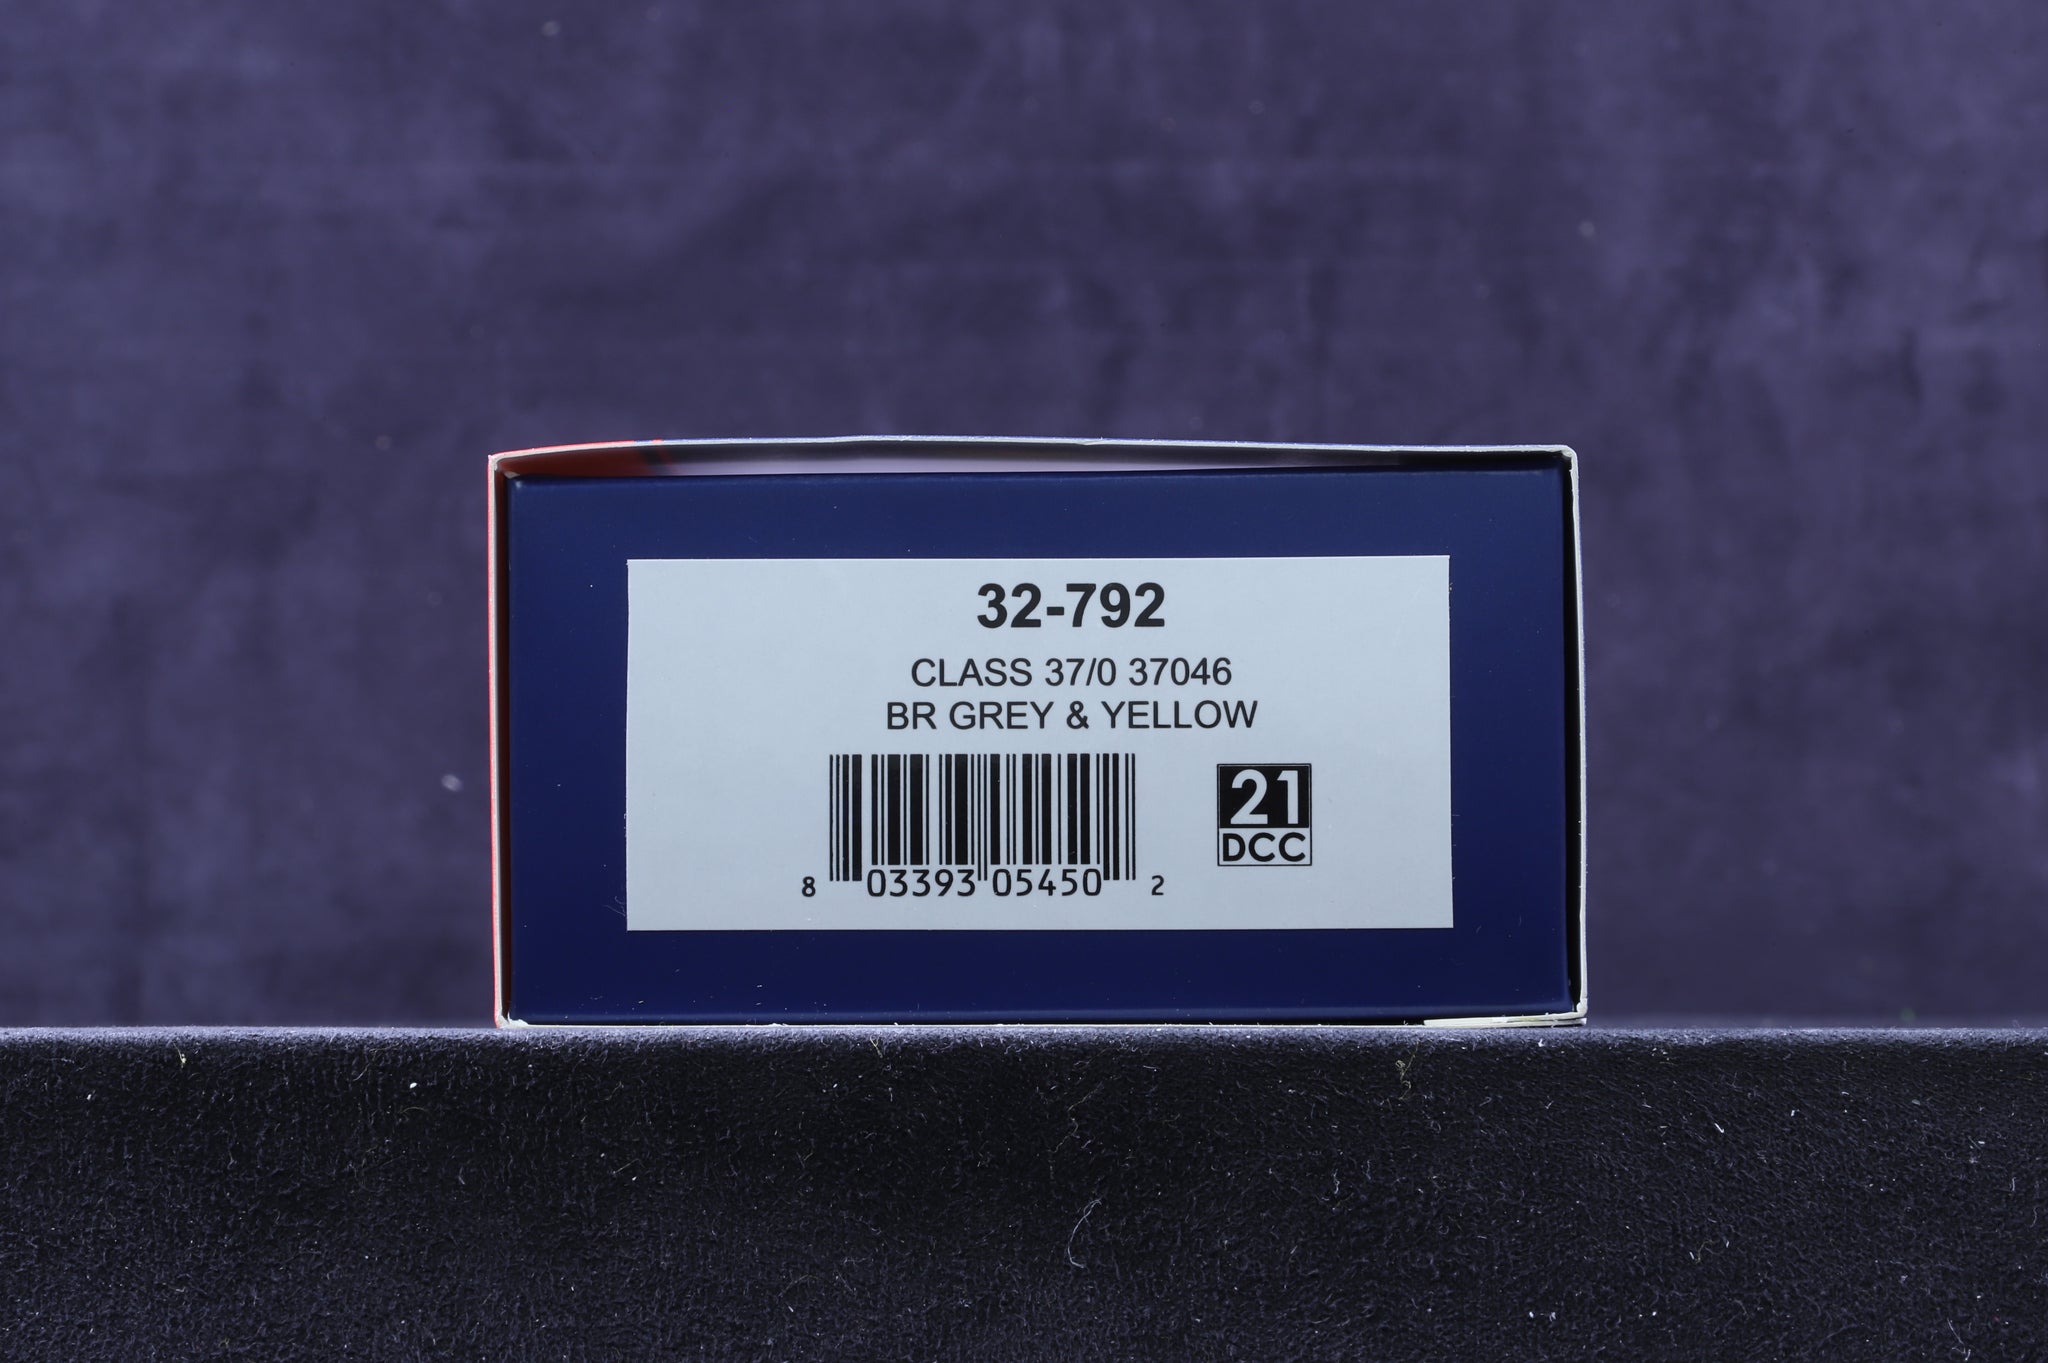 32-792
CLASS 37/0 37046
BR GREY & YELLOW
21
DCC
8 03393 05450 2